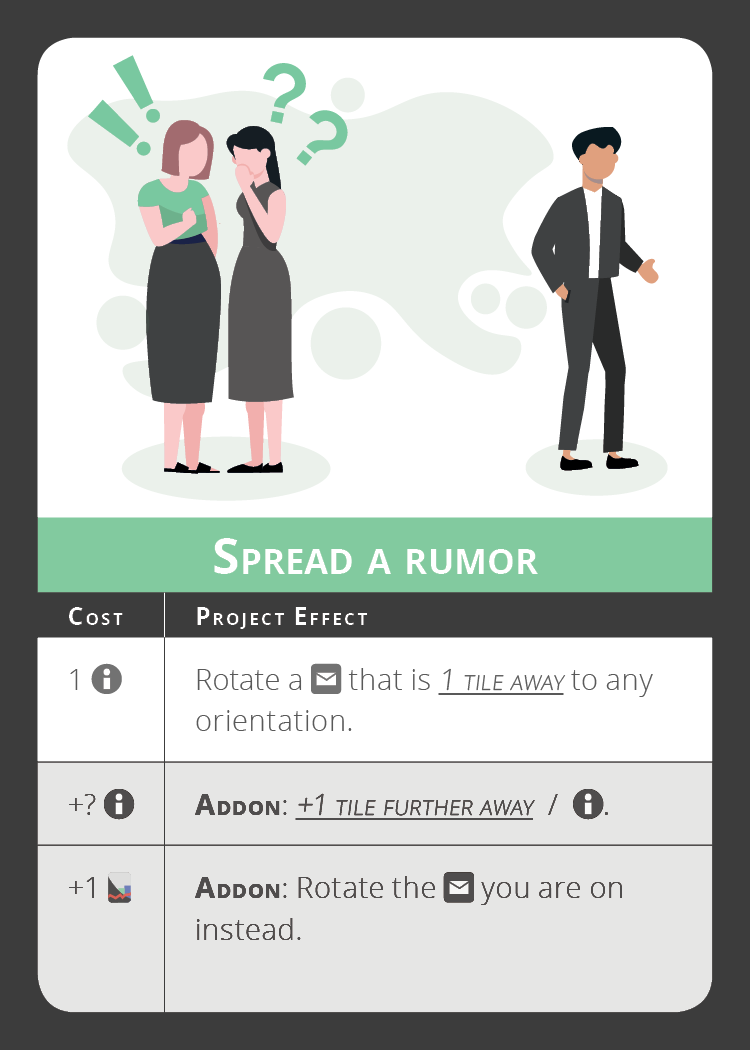 !! ??
Spread a rumor
Cost Project Effect
1 Rotate a that is 1 tile away to any
orientation.
+? Addon: +1 tile further away / .
+1 Addon: Rotate the you are on
instead.